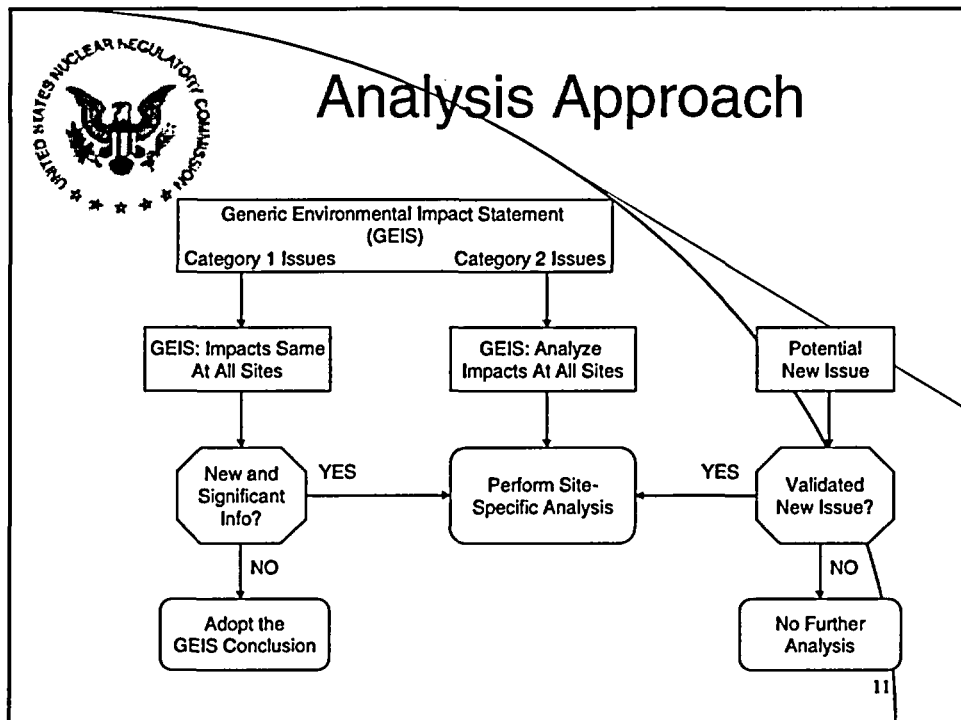 UNITED STATES NUCLEAR REGULATORY COMMISSION
Analysis Approach
Generic Environmental Impact Statement
(GEIS)
Category 1 Issues
Category 2 Issues
GEIS: Impacts Same
At All Sites
GEIS: Analyze
Impacts At All Sites
Potential
New Issue
New and
Significant
Info?
YES
Perform Site-
Specific Analysis
YES
Validated
New Issue?
NO
NO
Adopt the
GEIS Conclusion
No Further
Analysis
11